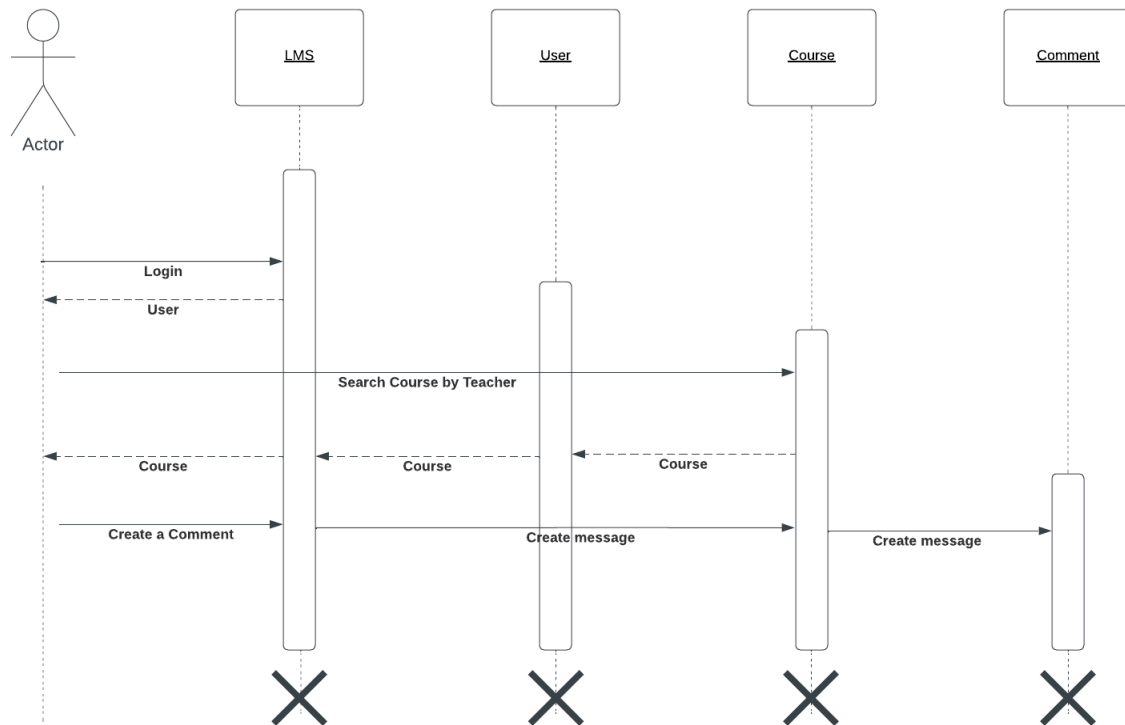 LMS
User
Course
Comment
Actor
Login
User
Search Course by Teacher
Course
Course
Course
Create a Comment
Create message
Create message